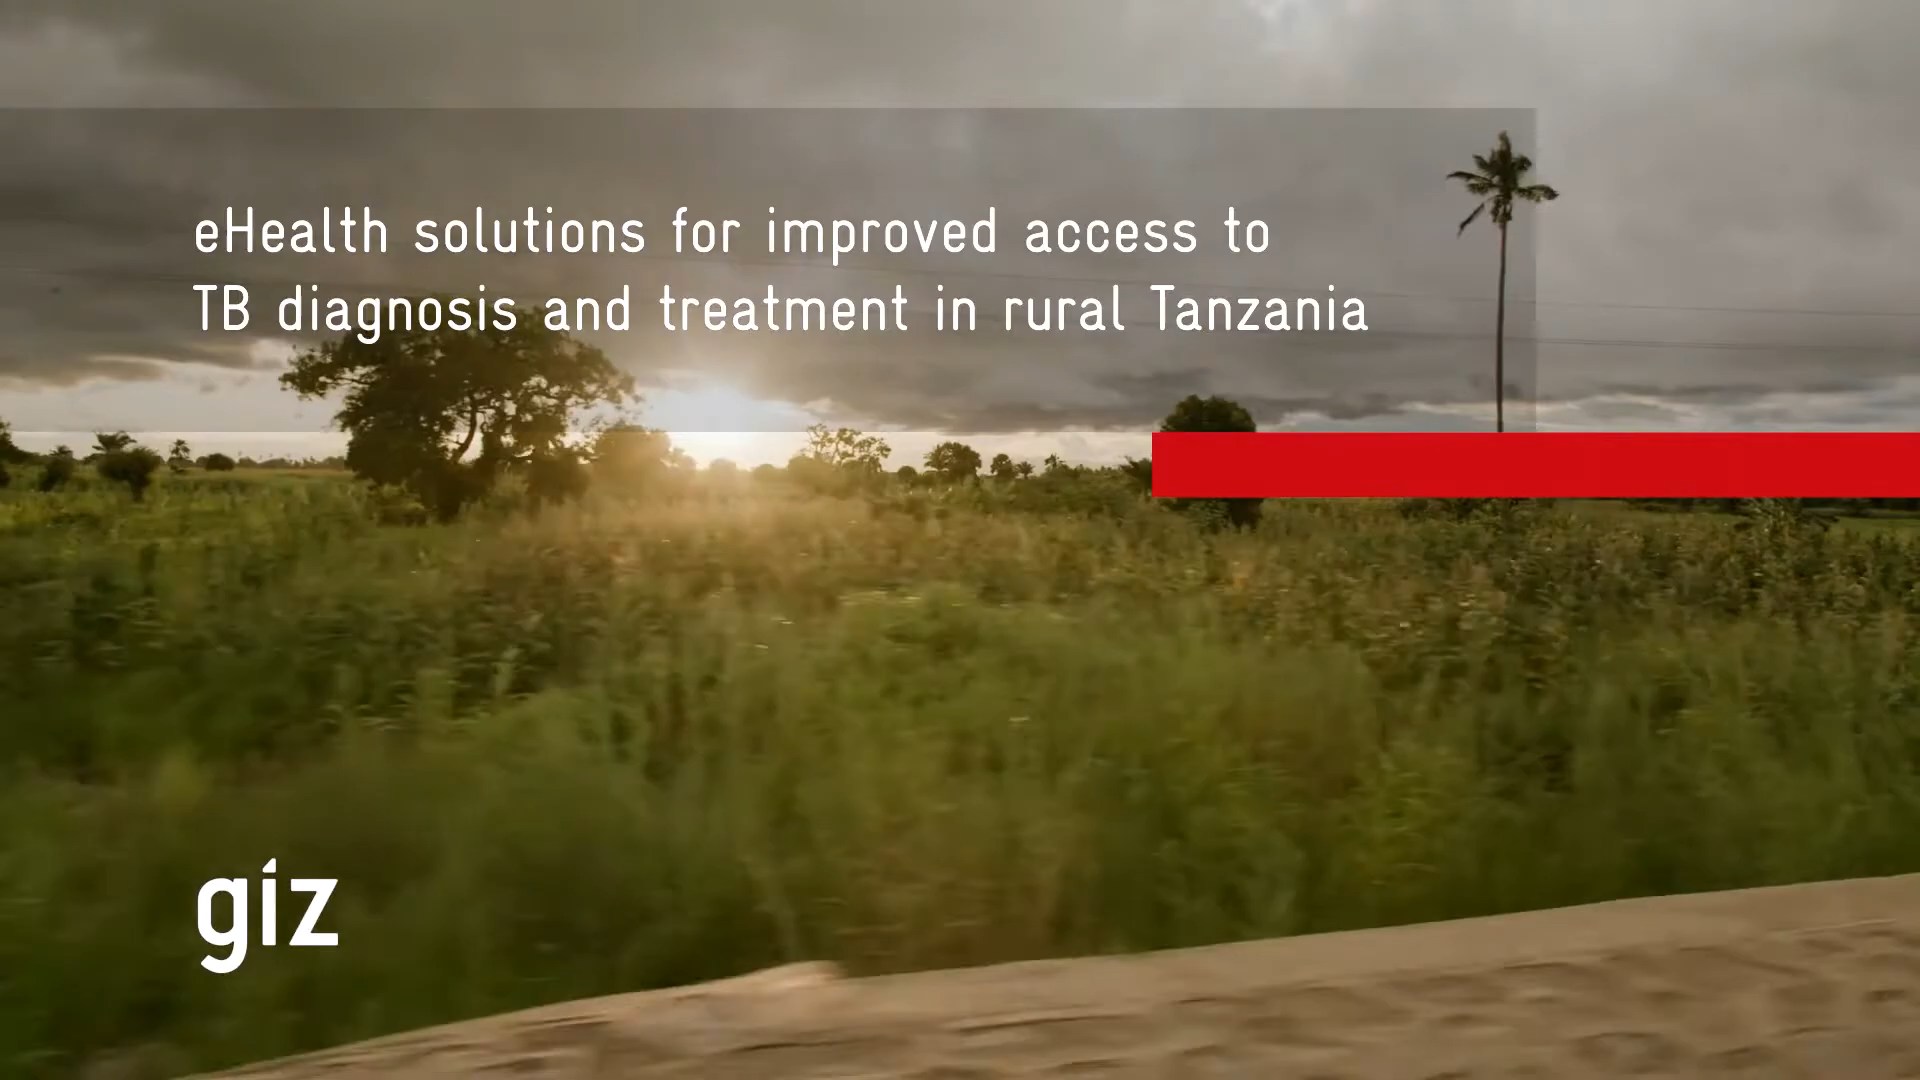 eHealth solutions for improved access to
TB diagnosis and treatment in rural Tanzania
giz